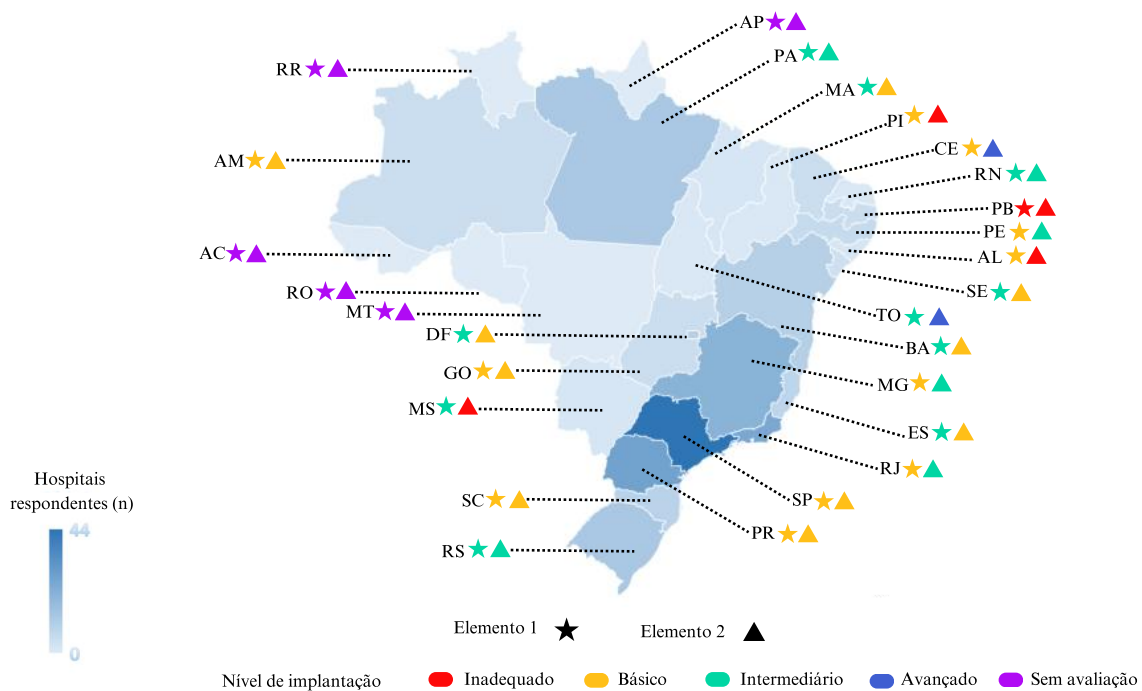 AP
PA
RR
MA
PI
CE
AM
RN
PB
PE
AC
AL
RO
SE
MT
TO
DF
BA
GO
MG
MS
ES
RJ
Hospitais
respondentes (n)
44
0
SC
SP
PR
RS
Elemento 1
Elemento 2
Nível de implantação
Inadequado
Básico
Intermediário
Avançado
Sem avaliação